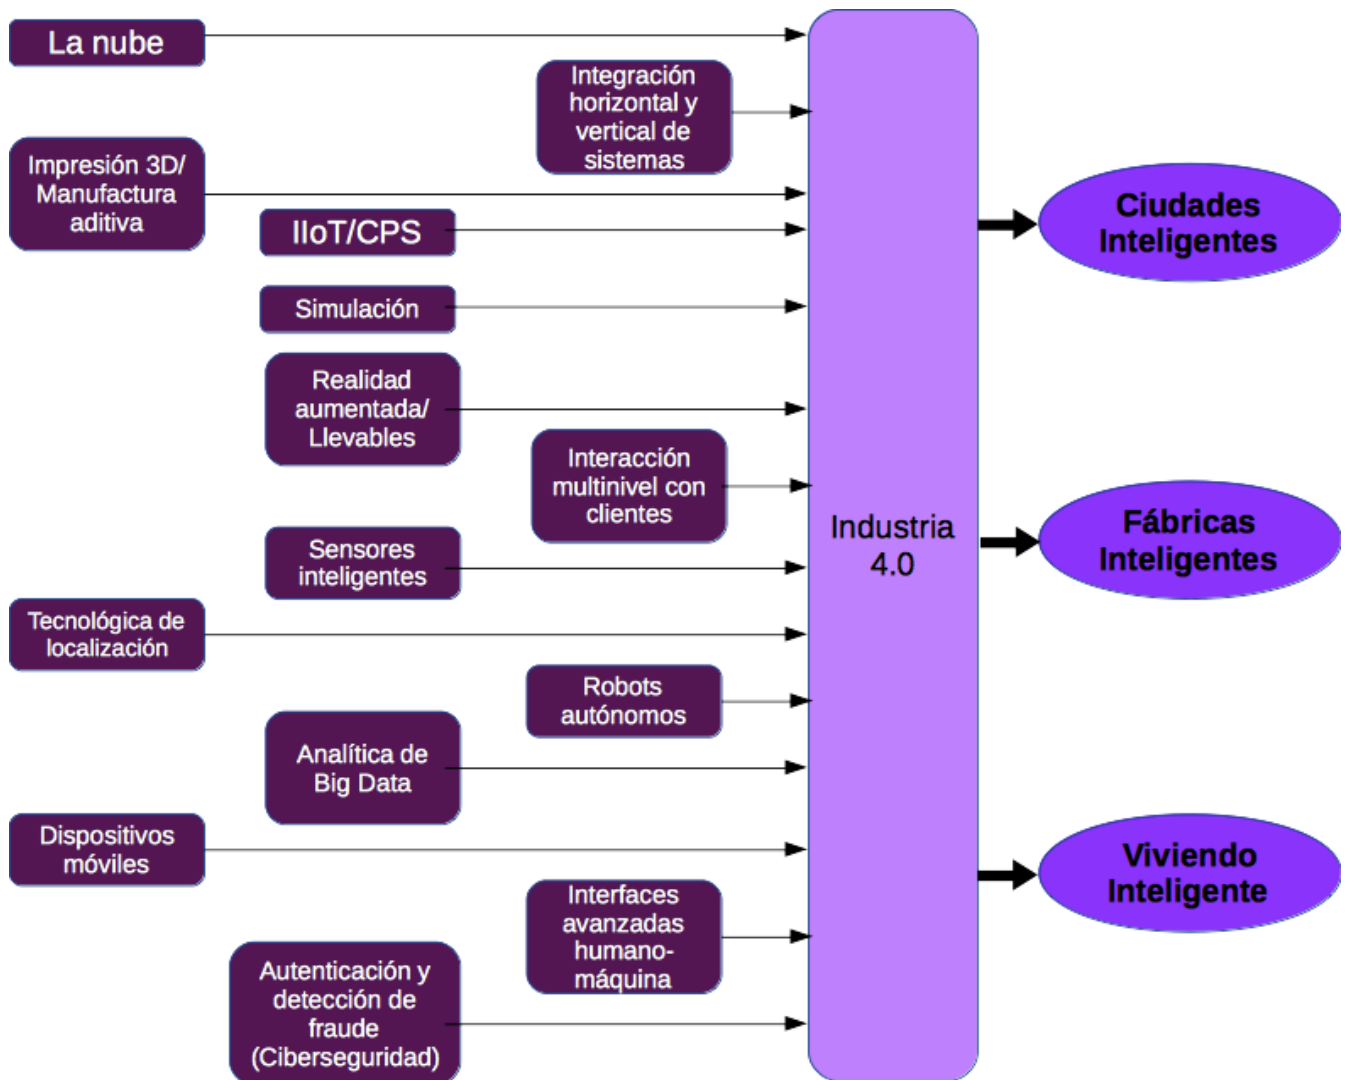 La nube
Integración
horizontal y
vertical de
sistemas
Impresión 3D/
Manufactura
aditiva
IIoT/CPS
Simulación
Realidad
aumentada/
Llevables
Interacción
multinivel con
clientes
Sensores
inteligentes
Tecnológica de
localización
Robots
autónomos
Analítica de
Big Data
Dispositivos
móviles
Interfaces
avanzadas
humano-
máquina
Autenticación y
detección de
fraude
(Ciberseguridad)
Industria
4.0
Ciudades
Inteligentes
Fábricas
Inteligentes
Viviendo
Inteligente